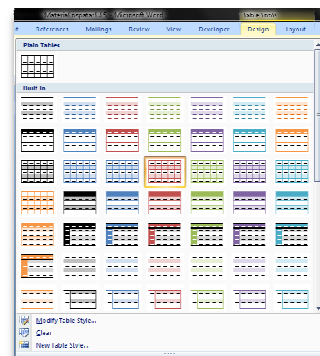 Microsoft Word
Table Tools
References Mailings Review View Developer Design Layout
Plain Tables
Built In
Modify Table Style...
Clear
New Table Style...